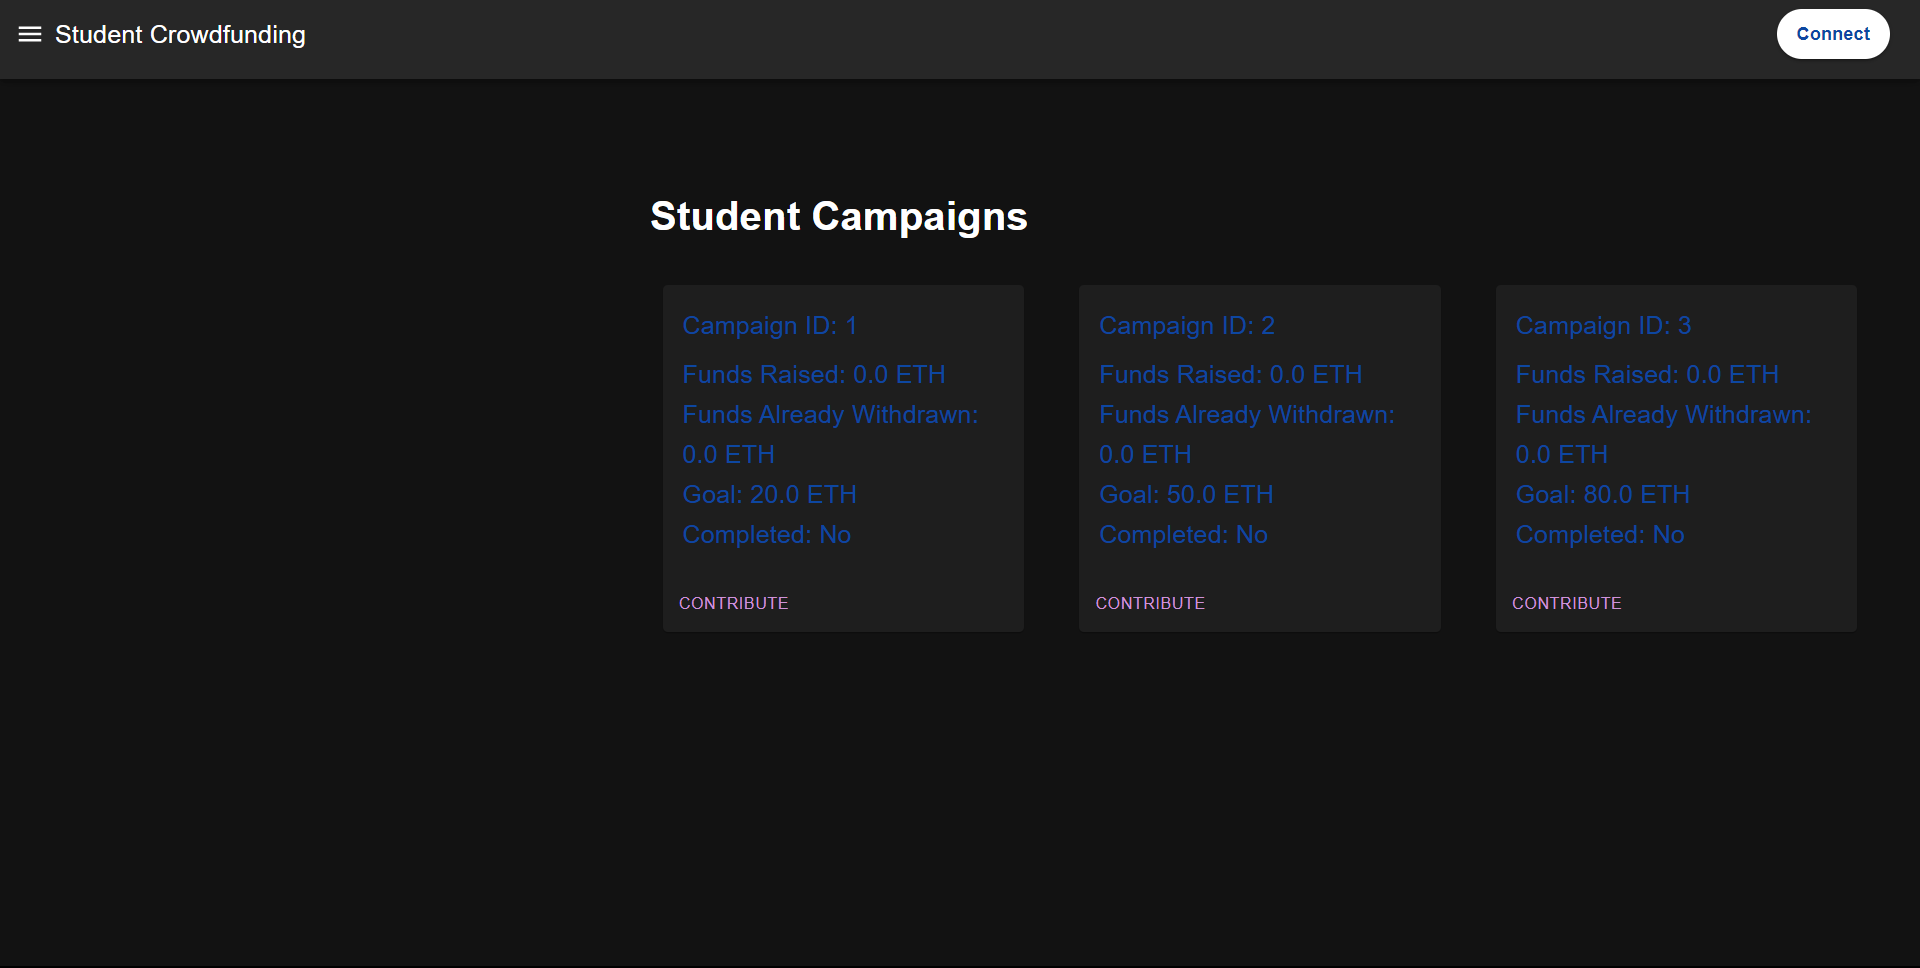 Student Crowdfunding
Connect
Student Campaigns
Campaign ID: 1
Funds Raised: 0.0 ETH
Funds Already Withdrawn:
0.0 ETH
Goal: 20.0 ETH
Completed: No
CONTRIBUTE
Campaign ID: 2
Funds Raised: 0.0 ETH
Funds Already Withdrawn:
0.0 ETH
Goal: 50.0 ETH
Completed: No
CONTRIBUTE
Campaign ID: 3
Funds Raised: 0.0 ETH
Funds Already Withdrawn:
0.0 ETH
Goal: 80.0 ETH
Completed: No
CONTRIBUTE